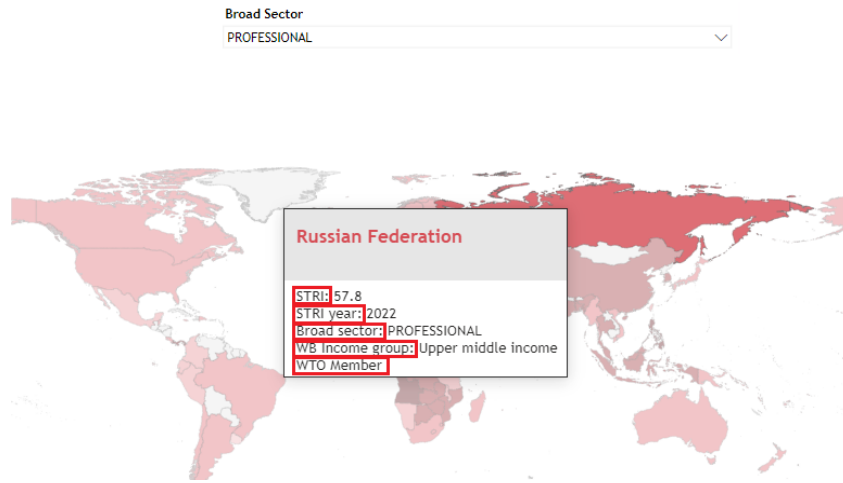 Broad Sector
PROFESSIONAL
Russian Federation
STRI: 57.8
STRI year: 2022
Broad sector: PROFESSIONAL
WB Income group: Upper middle income
WTO Member